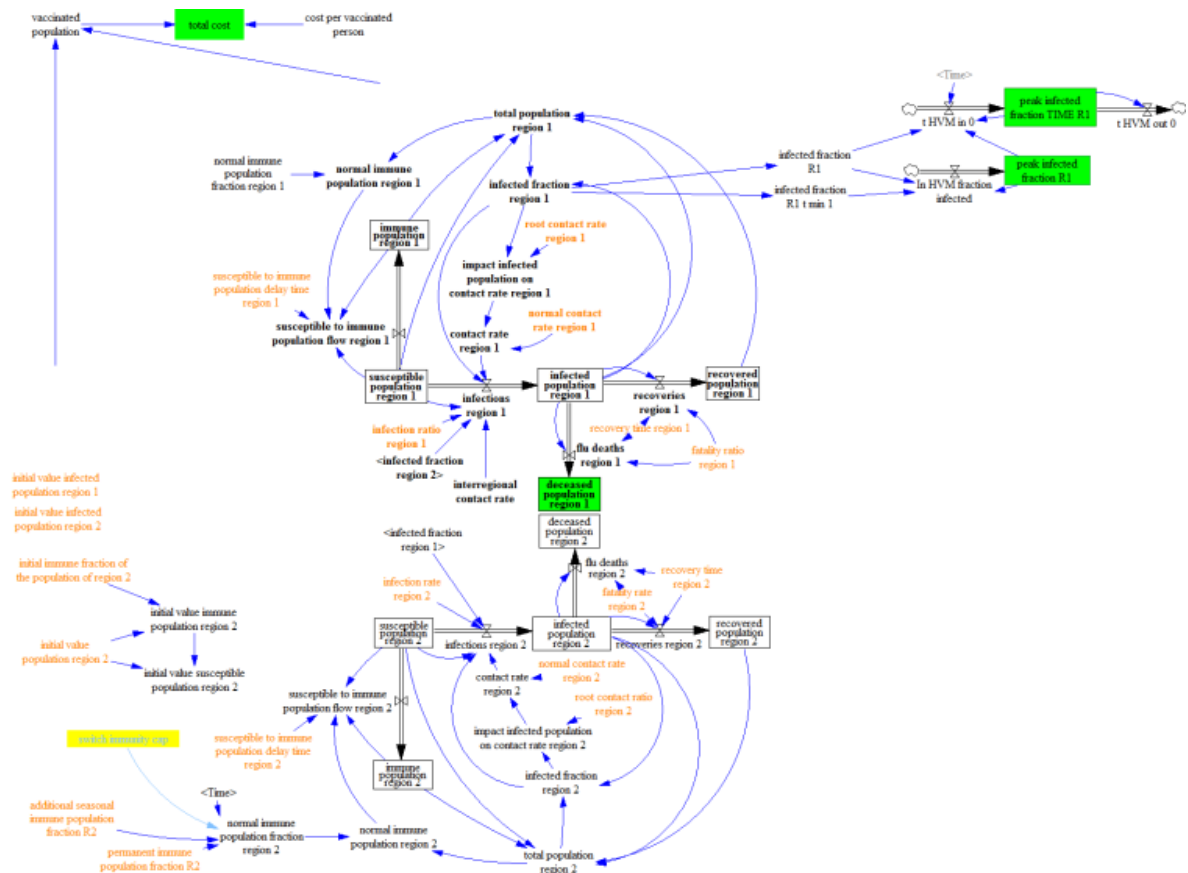 vaccinated
population
total cost
cost per vaccinated
person
<Time>
t HVM in 0
peak infected
fraction TIME R1
t HVM out 0
total population
region 1
normal immune
population
fraction region 1
normal immune
population region 1
infected fraction
region 1
infected fraction
R1
infected fraction
R1 t min 1
In HVM fraction
infected
peak infected
fraction R1
immune
population
region 1
root contact rate
region 1
impact infected
population on
contact rate region 1
susceptible to immune
population delay time
region 1
susceptible to immune
population flow region 1
contact rate
region 1
normal contact
rate region 1
susceptible
population
region 1
infections
region 1
infected
population
region 1
recoveries
region 1
recovered
population
region 1
infection ratio
region 1
<infected fraction
region 2>
interregional
contact rate
recovery time region 1
flu deaths
region 1
fatality ratio
region 1
deceased
population
region 1
initial value infected
population region 1
initial value infected
population region 2
deceased
population
region 2
<infected fraction
region 1>
flu deaths
region 2
recovery time
region 2
fatality rate
region 2
initial immune fraction of
the population of region 2
infection rate
region 2
initial value immune
population region 2
susceptible
population
region 2
infections region 2
infected
population
region 2
recoveries region 2
recovered
population
region 2
initial value
population region 2
initial value susceptible
population region 2
contact rate
region 2
normal contact rate
region 2
susceptible to immune
population flow region 2
root contact ratio
region 2
impact infected population
on contact rate region 2
switch immunity cap
susceptible to immune
population delay time
region 2
immune
population
region 2
infected fraction
region 2
<Time>
additional seasonal
immune population
fraction R2
normal immune
population fraction
region 2
normal immune
population region 2
permanent immune
population fraction R2
total population
region 2